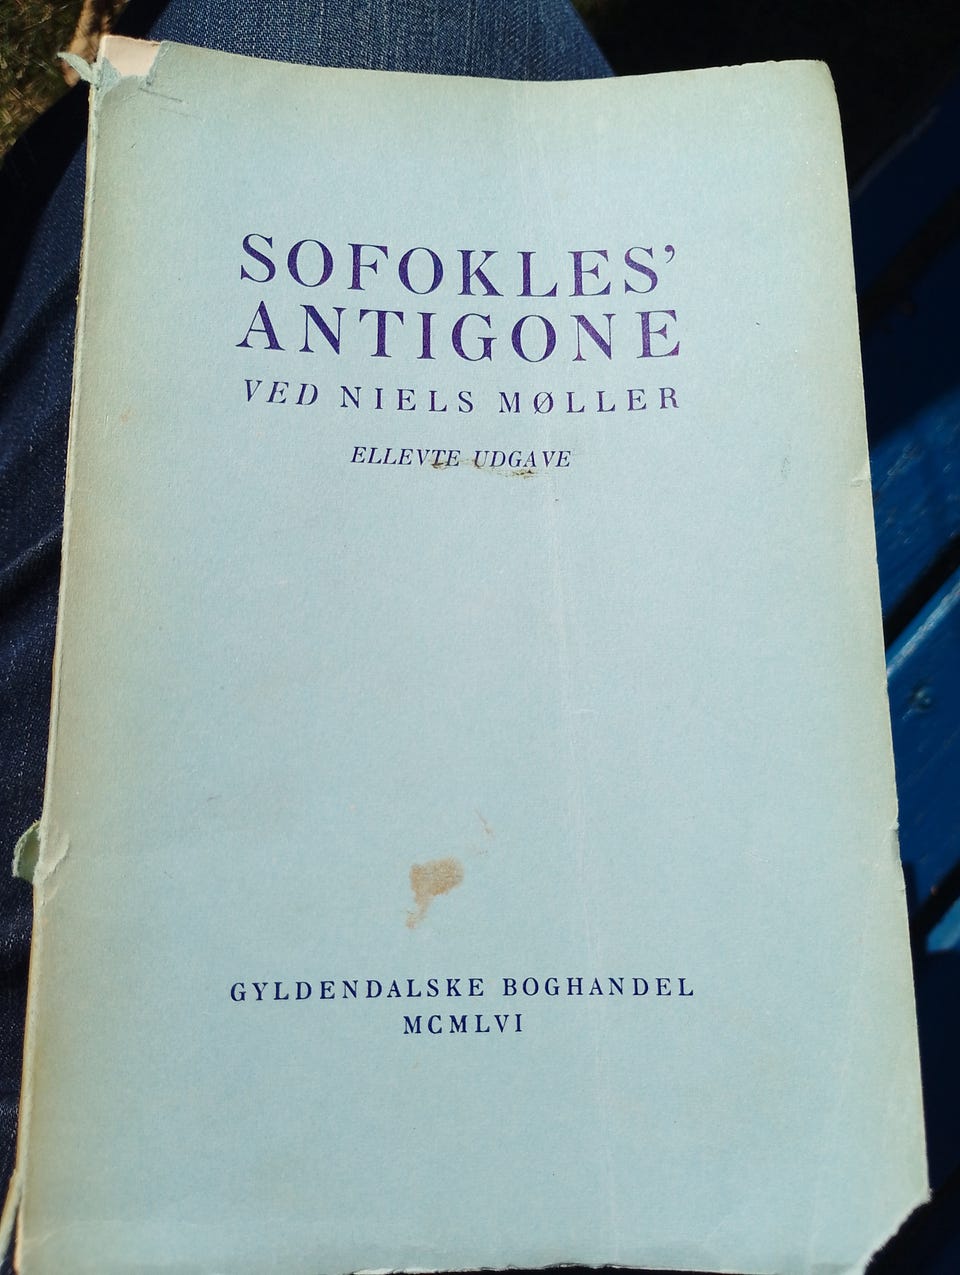 SOFOKLES’
ANTIGONE
VED NIELS MØLLER
ELLEVTE UDGAVE
GYLDENDALSKE BOGHANDEL
MCMLVI